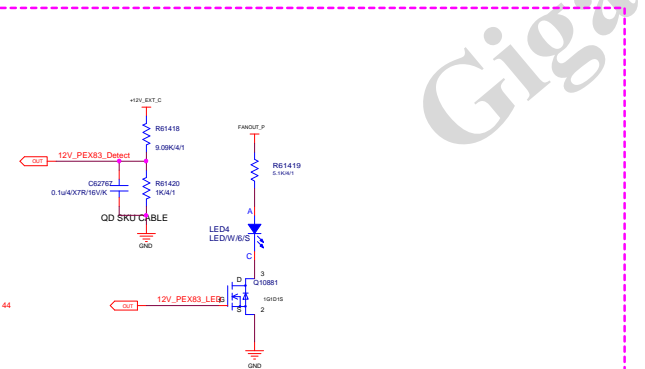 Giga
+12V_EXT_C
R61418
9.09K/4/1
12V_PEX83_Detect
OUT
C62767
0.1u/4/X7R/16V/K
R61420
1K/4/1
QD SKU CABLE
GND
FANOUT_P
R61419
5.1K/4/1
A
LED4
LED/W/6/S
C
3
D
Q10881
G
1G1D1S
S
2
44
OUT
12V_PEX83_LED
GND